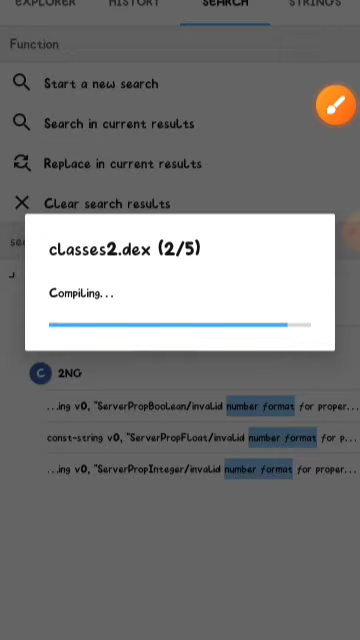 EXPLORER HISTORY SEARCH STRINGS
Function
Start a new search
Search in current results
Replace in current results
Clear search results
classes2.dex (2/5)
Compiling...
C 2NG
...ing v0, "ServerPropBoolean/invalid number format for proper...
const-string v0, "ServerPropFloat/invalid number format for p...
...ing v0, "ServerPropInteger/invalid number format for proper...